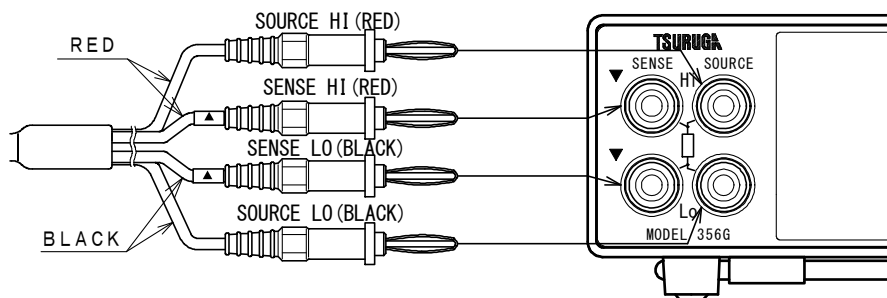 SOURCE HI (RED)
RED
SENSE HI (RED)
SENSE LO (BLACK)
SOURCE LO (BLACK)
BLACK
TSURUGA
SENSE SOURCE
Hi
Lo
MODEL 356G